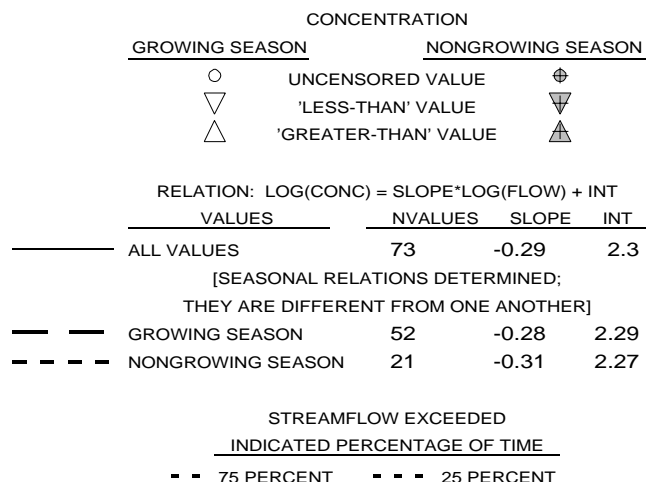 CONCENTRATION
GROWING SEASON NONGROWING SEASON
UNCENSORED VALUE
'LESS-THAN' VALUE
'GREATER-THAN' VALUE
RELATION: LOG(CONC) = SLOPE*LOG(FLOW) + INT
VALUES NVALUES SLOPE INT
ALL VALUES 73 -0.29 2.3
[SEASONAL RELATIONS DETERMINED;
THEY ARE DIFFERENT FROM ONE ANOTHER]
GROWING SEASON 52 -0.28 2.29
NONGROWING SEASON 21 -0.31 2.27
STREAMFLOW EXCEEDED
INDICATED PERCENTAGE OF TIME
75 PERCENT 25 PERCENT